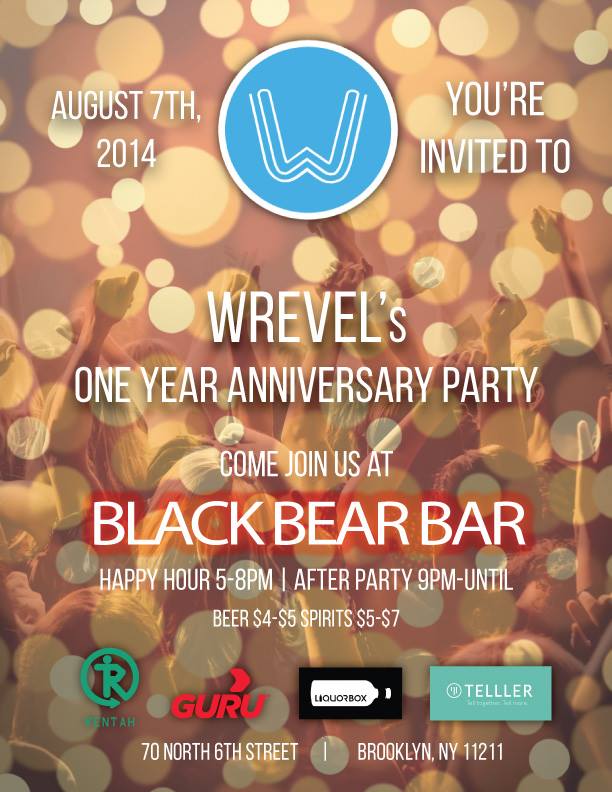 AUGUST 7TH,
2014
W
YOU'RE
INVITED TO
WREVEL's
ONE YEAR ANNIVERSARY PARTY
COME JOIN US AT
BLACK BEAR BAR
HAPPY HOUR 5-8PM | AFTER PARTY 9PM-UNTIL
BEER $4-$5 SPIRITS $5-$7
R
RENTAH
GURU
LIQUORBOX
TELLLER
Tell together. Tell more.
70 NORTH 6TH STREET | BROOKLYN, NY 11211